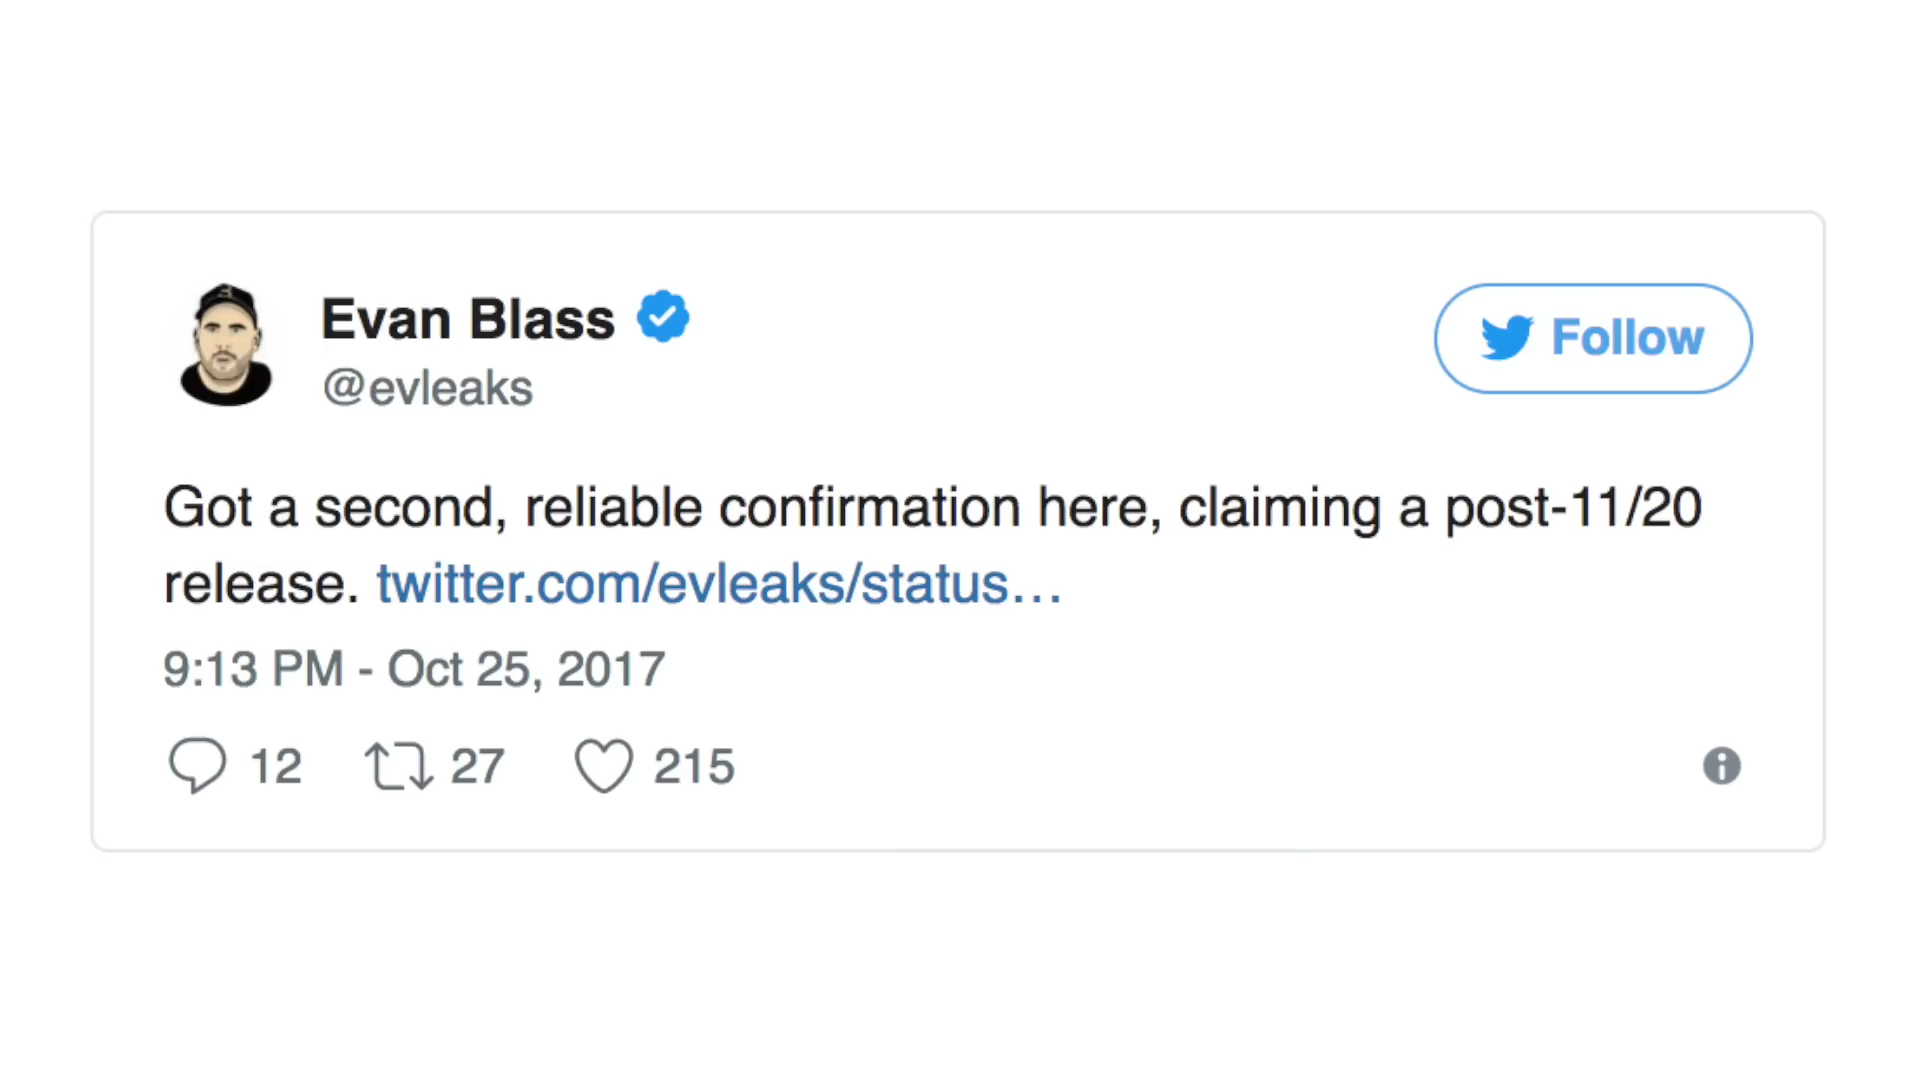 Evan Blass
@evleaks
Follow
Got a second, reliable confirmation here, claiming a post-11/20
release. twitter.com/evleaks/status…
9:13 PM - Oct 25, 2017
12 27 215